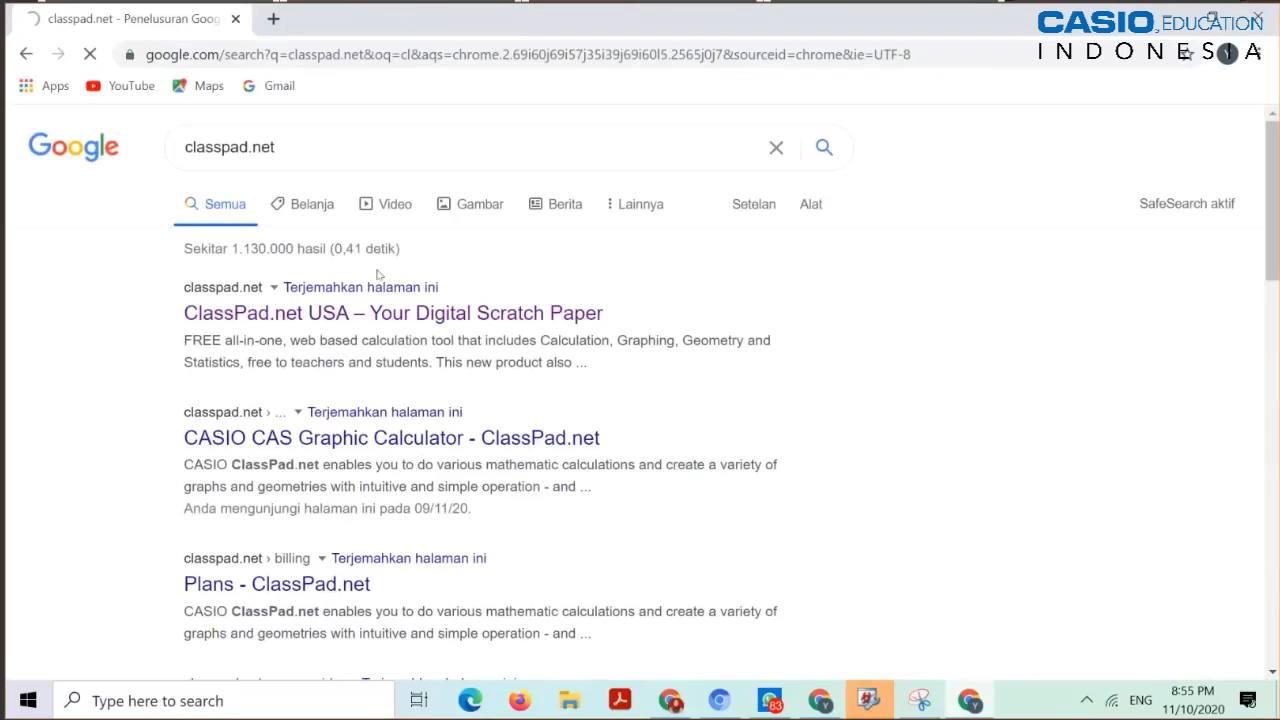 classpad.net - Penelusuran Goog
CASIO EDUCATION
INDONESIA
google.com/search?q=classpad.net&oq=cl&aqs=chrome.2.69i60j69i57j35i39j69i60l5.2565j0j7&sourceid=chrome&ie=UTF-8
Apps YouTube Maps Gmail
Google
classpad.net
Semua Belanja Video Gambar Berita Lainnya Setelan Alat SafeSearch aktif
Sekitar 1.130.000 hasil (0,41 detik)
classpad.net Terjemahkan halaman ini
ClassPad.net USA – Your Digital Scratch Paper
FREE all-in-one, web based calculation tool that includes Calculation, Graphing, Geometry and
Statistics, free to teachers and students. This new product also ...
classpad.net › ... Terjemahkan halaman ini
CASIO CAS Graphic Calculator - ClassPad.net
CASIO ClassPad.net enables you to do various mathematic calculations and create a variety of
graphs and geometries with intuitive and simple operation - and ...
Anda mengunjungi halaman ini pada 09/11/20.
classpad.net › billing Terjemahkan halaman ini
Plans - ClassPad.net
CASIO ClassPad.net enables you to do various mathematic calculations and create a variety of
graphs and geometries with intuitive and simple operation - and ...
Type here to search
83
ENG
8:55 PM
11/10/2020